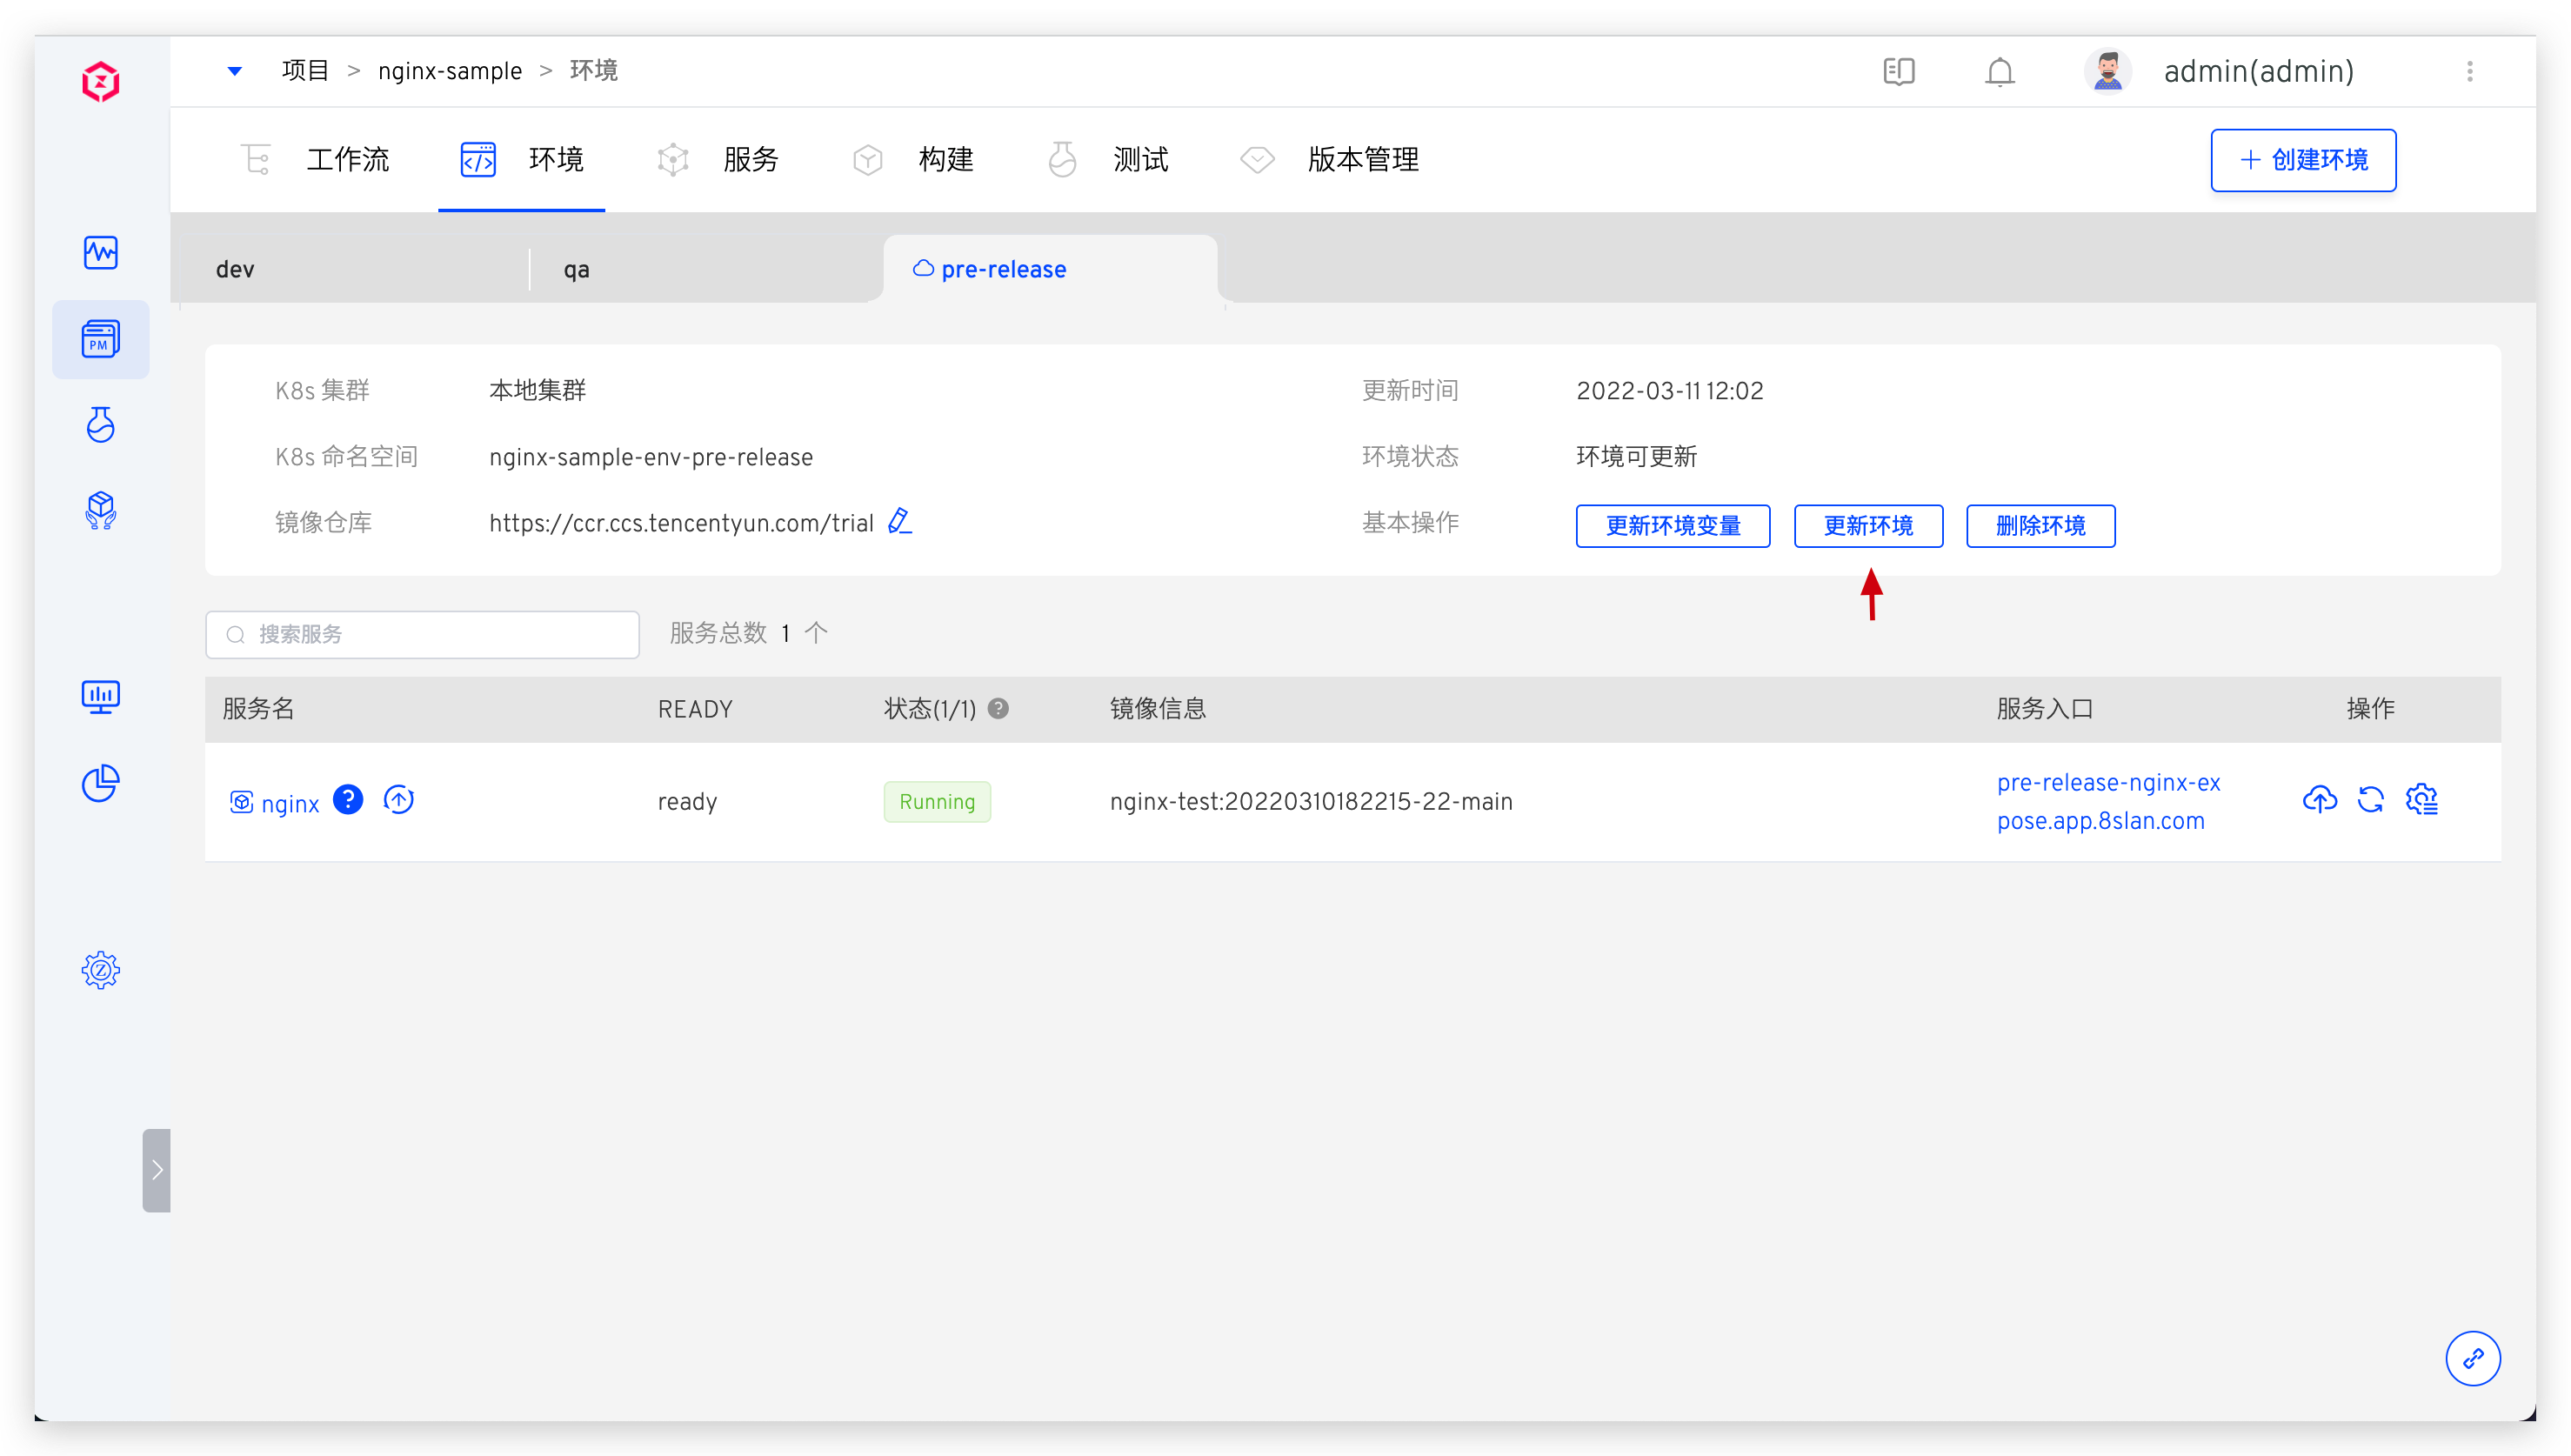 项目 > nginx-sample > 环境
admin(admin)
工作流 环境 服务 构建 测试 版本管理
+ 创建环境
dev qa pre-release
PM
K8s 集群 本地集群 更新时间 2022-03-11 12:02
K8s 命名空间 nginx-sample-env-pre-release 环境状态 环境可更新
镜像仓库 https://ccr.ccs.tencentyun.com/trial 基本操作 更新环境变量 更新环境 删除环境
搜索服务 服务总数 1 个
服务名 READY 状态(1/1) ? 镜像信息 服务入口 操作
nginx ? ready Running nginx-test:20220310182215-22-main pre-release-nginx-ex
pose.app.8slan.com